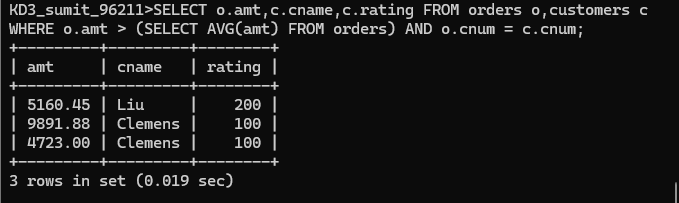 KD3_sumit_96211>SELECT o.amt,c.cname,c.rating FROM orders o,customers c
WHERE o.amt > (SELECT AVG(amt) FROM orders) AND o.cnum = c.cnum;
+---------+---------+--------+
| amt     | cname   | rating |
+---------+---------+--------+
| 5160.45 | Liu     |    200 |
| 9891.88 | Clemens |    100 |
| 4723.00 | Clemens |    100 |
+---------+---------+--------+
3 rows in set (0.019 sec)